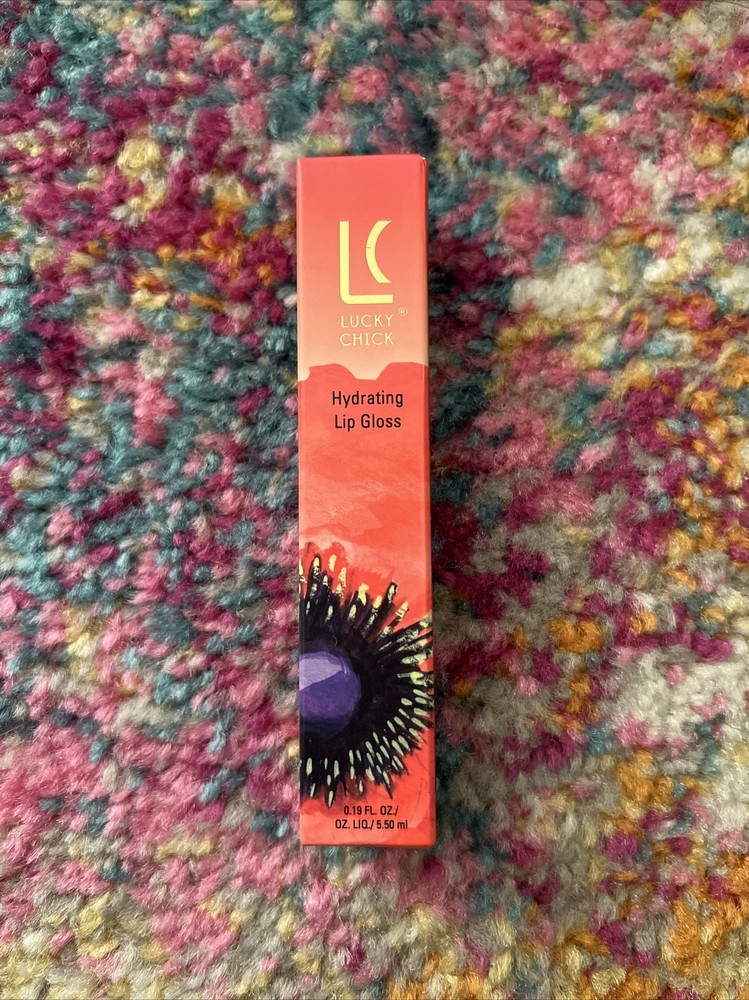 LC
LUCKY ®
CHICK
Hydrating
Lip Gloss
0.19 FL. OZ./
OZ. LIQ./ 5.50 ml